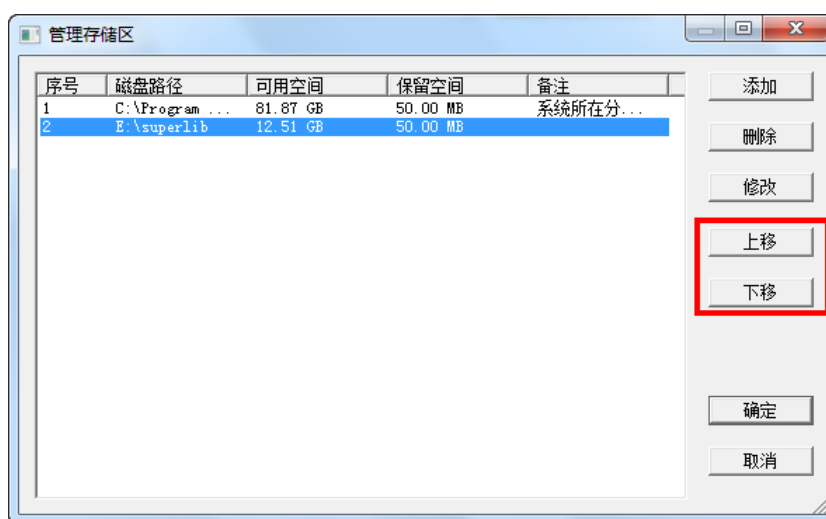 管理存储区
序号 磁盘路径 可用空间 保留空间 备注
1 C:\Program ... 81.87 GB 50.00 MB 系统所在分...
2 E:\superlib 12.51 GB 50.00 MB
添加
删除
修改
上移
下移
确定
取消